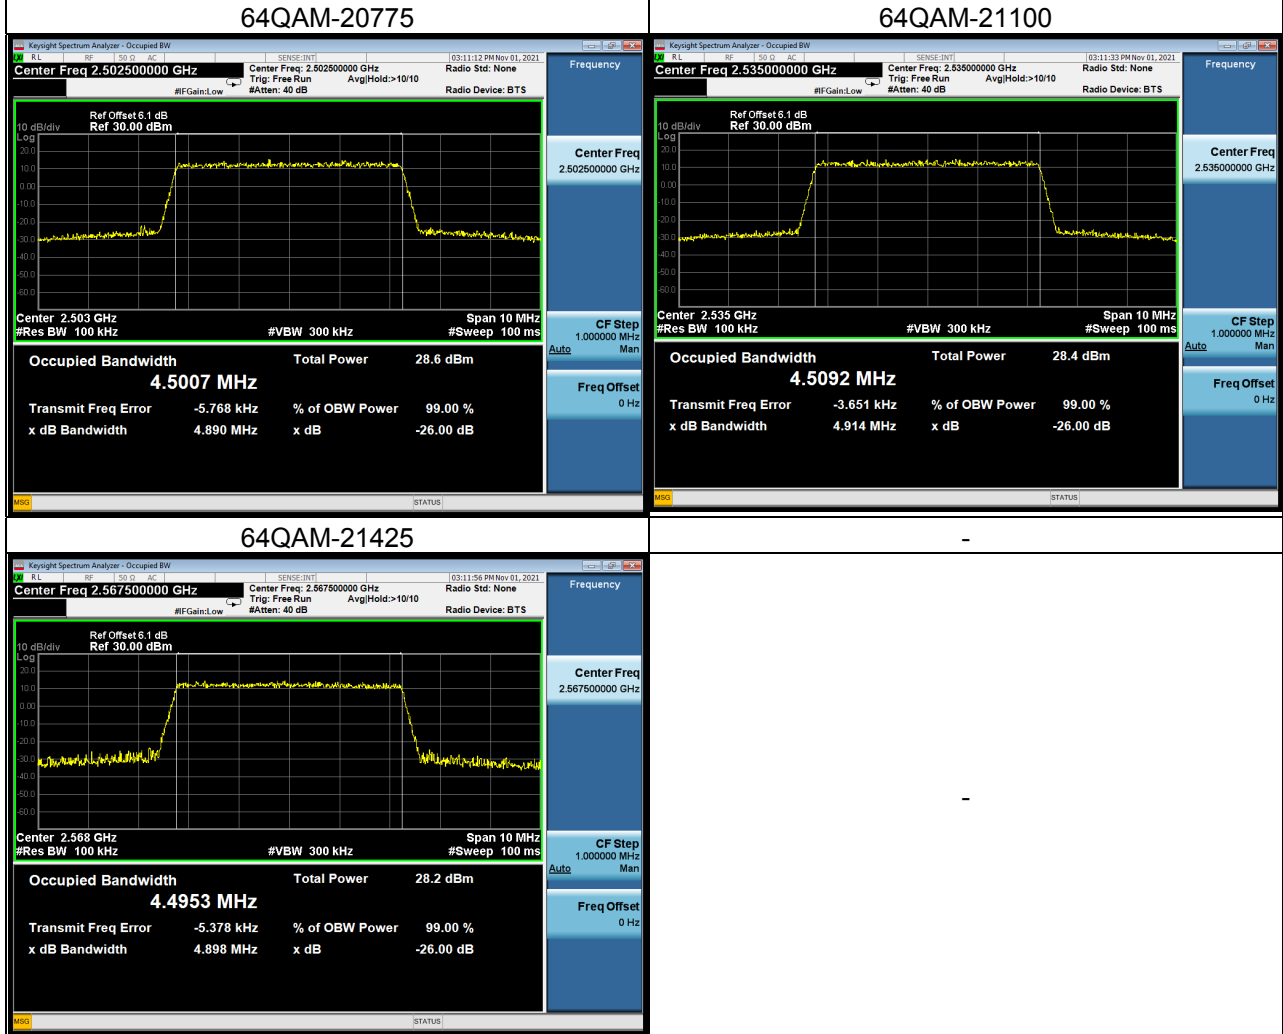 64QAM-20775
64QAM-21100
Keysight Spectrum Analyzer - Occupied BW
LXI RL RF 50 Ω AC SENSE:INT 03:11:12 PM Nov 01, 2021
Center Freq 2.502500000 GHz
Center Freq: 2.502500000 GHz Radio Std: None
Trig: Free Run Avg|Hold:>10/10
#IFGain:Low #Atten: 40 dB Radio Device: BTS
Ref Offset 6.1 dB
10 dB/div Ref 30.00 dBm
Log
20.0
10.0
0.00
-10.0
-20.0
-30.0
-40.0
-50.0
-60.0
Center 2.503 GHz Span 10 MHz
#Res BW 100 kHz #VBW 300 kHz #Sweep 100 ms
Occupied Bandwidth Total Power 28.6 dBm
4.5007 MHz
Transmit Freq Error -5.768 kHz % of OBW Power 99.00 %
x dB Bandwidth 4.890 MHz x dB -26.00 dB
MSG STATUS
Frequency
Center Freq
2.502500000 GHz
CF Step
1.000000 MHz
Auto Man
Freq Offset
0 Hz
Keysight Spectrum Analyzer - Occupied BW
LXI RL RF 50 Ω AC SENSE:INT 03:11:33 PM Nov 01, 2021
Center Freq 2.535000000 GHz
Center Freq: 2.535000000 GHz Radio Std: None
Trig: Free Run Avg|Hold:>10/10
#IFGain:Low #Atten: 40 dB Radio Device: BTS
Ref Offset 6.1 dB
10 dB/div Ref 30.00 dBm
Log
20.0
10.0
0.00
-10.0
-20.0
-30.0
-40.0
-50.0
-60.0
Center 2.535 GHz Span 10 MHz
#Res BW 100 kHz #VBW 300 kHz #Sweep 100 ms
Occupied Bandwidth Total Power 28.4 dBm
4.5092 MHz
Transmit Freq Error -3.651 kHz % of OBW Power 99.00 %
x dB Bandwidth 4.914 MHz x dB -26.00 dB
MSG STATUS
Frequency
Center Freq
2.535000000 GHz
CF Step
1.000000 MHz
Auto Man
Freq Offset
0 Hz
64QAM-21425
-
Keysight Spectrum Analyzer - Occupied BW
LXI RL RF 50 Ω AC SENSE:INT 03:11:56 PM Nov 01, 2021
Center Freq 2.567500000 GHz
Center Freq: 2.567500000 GHz Radio Std: None
Trig: Free Run Avg|Hold:>10/10
#IFGain:Low #Atten: 40 dB Radio Device: BTS
Ref Offset 6.1 dB
10 dB/div Ref 30.00 dBm
Log
20.0
10.0
0.00
-10.0
-20.0
-30.0
-40.0
-50.0
-60.0
Center 2.568 GHz Span 10 MHz
#Res BW 100 kHz #VBW 300 kHz #Sweep 100 ms
Occupied Bandwidth Total Power 28.2 dBm
4.4953 MHz
Transmit Freq Error -5.378 kHz % of OBW Power 99.00 %
x dB Bandwidth 4.898 MHz x dB -26.00 dB
MSG STATUS
Frequency
Center Freq
2.567500000 GHz
CF Step
1.000000 MHz
Auto Man
Freq Offset
0 Hz
-